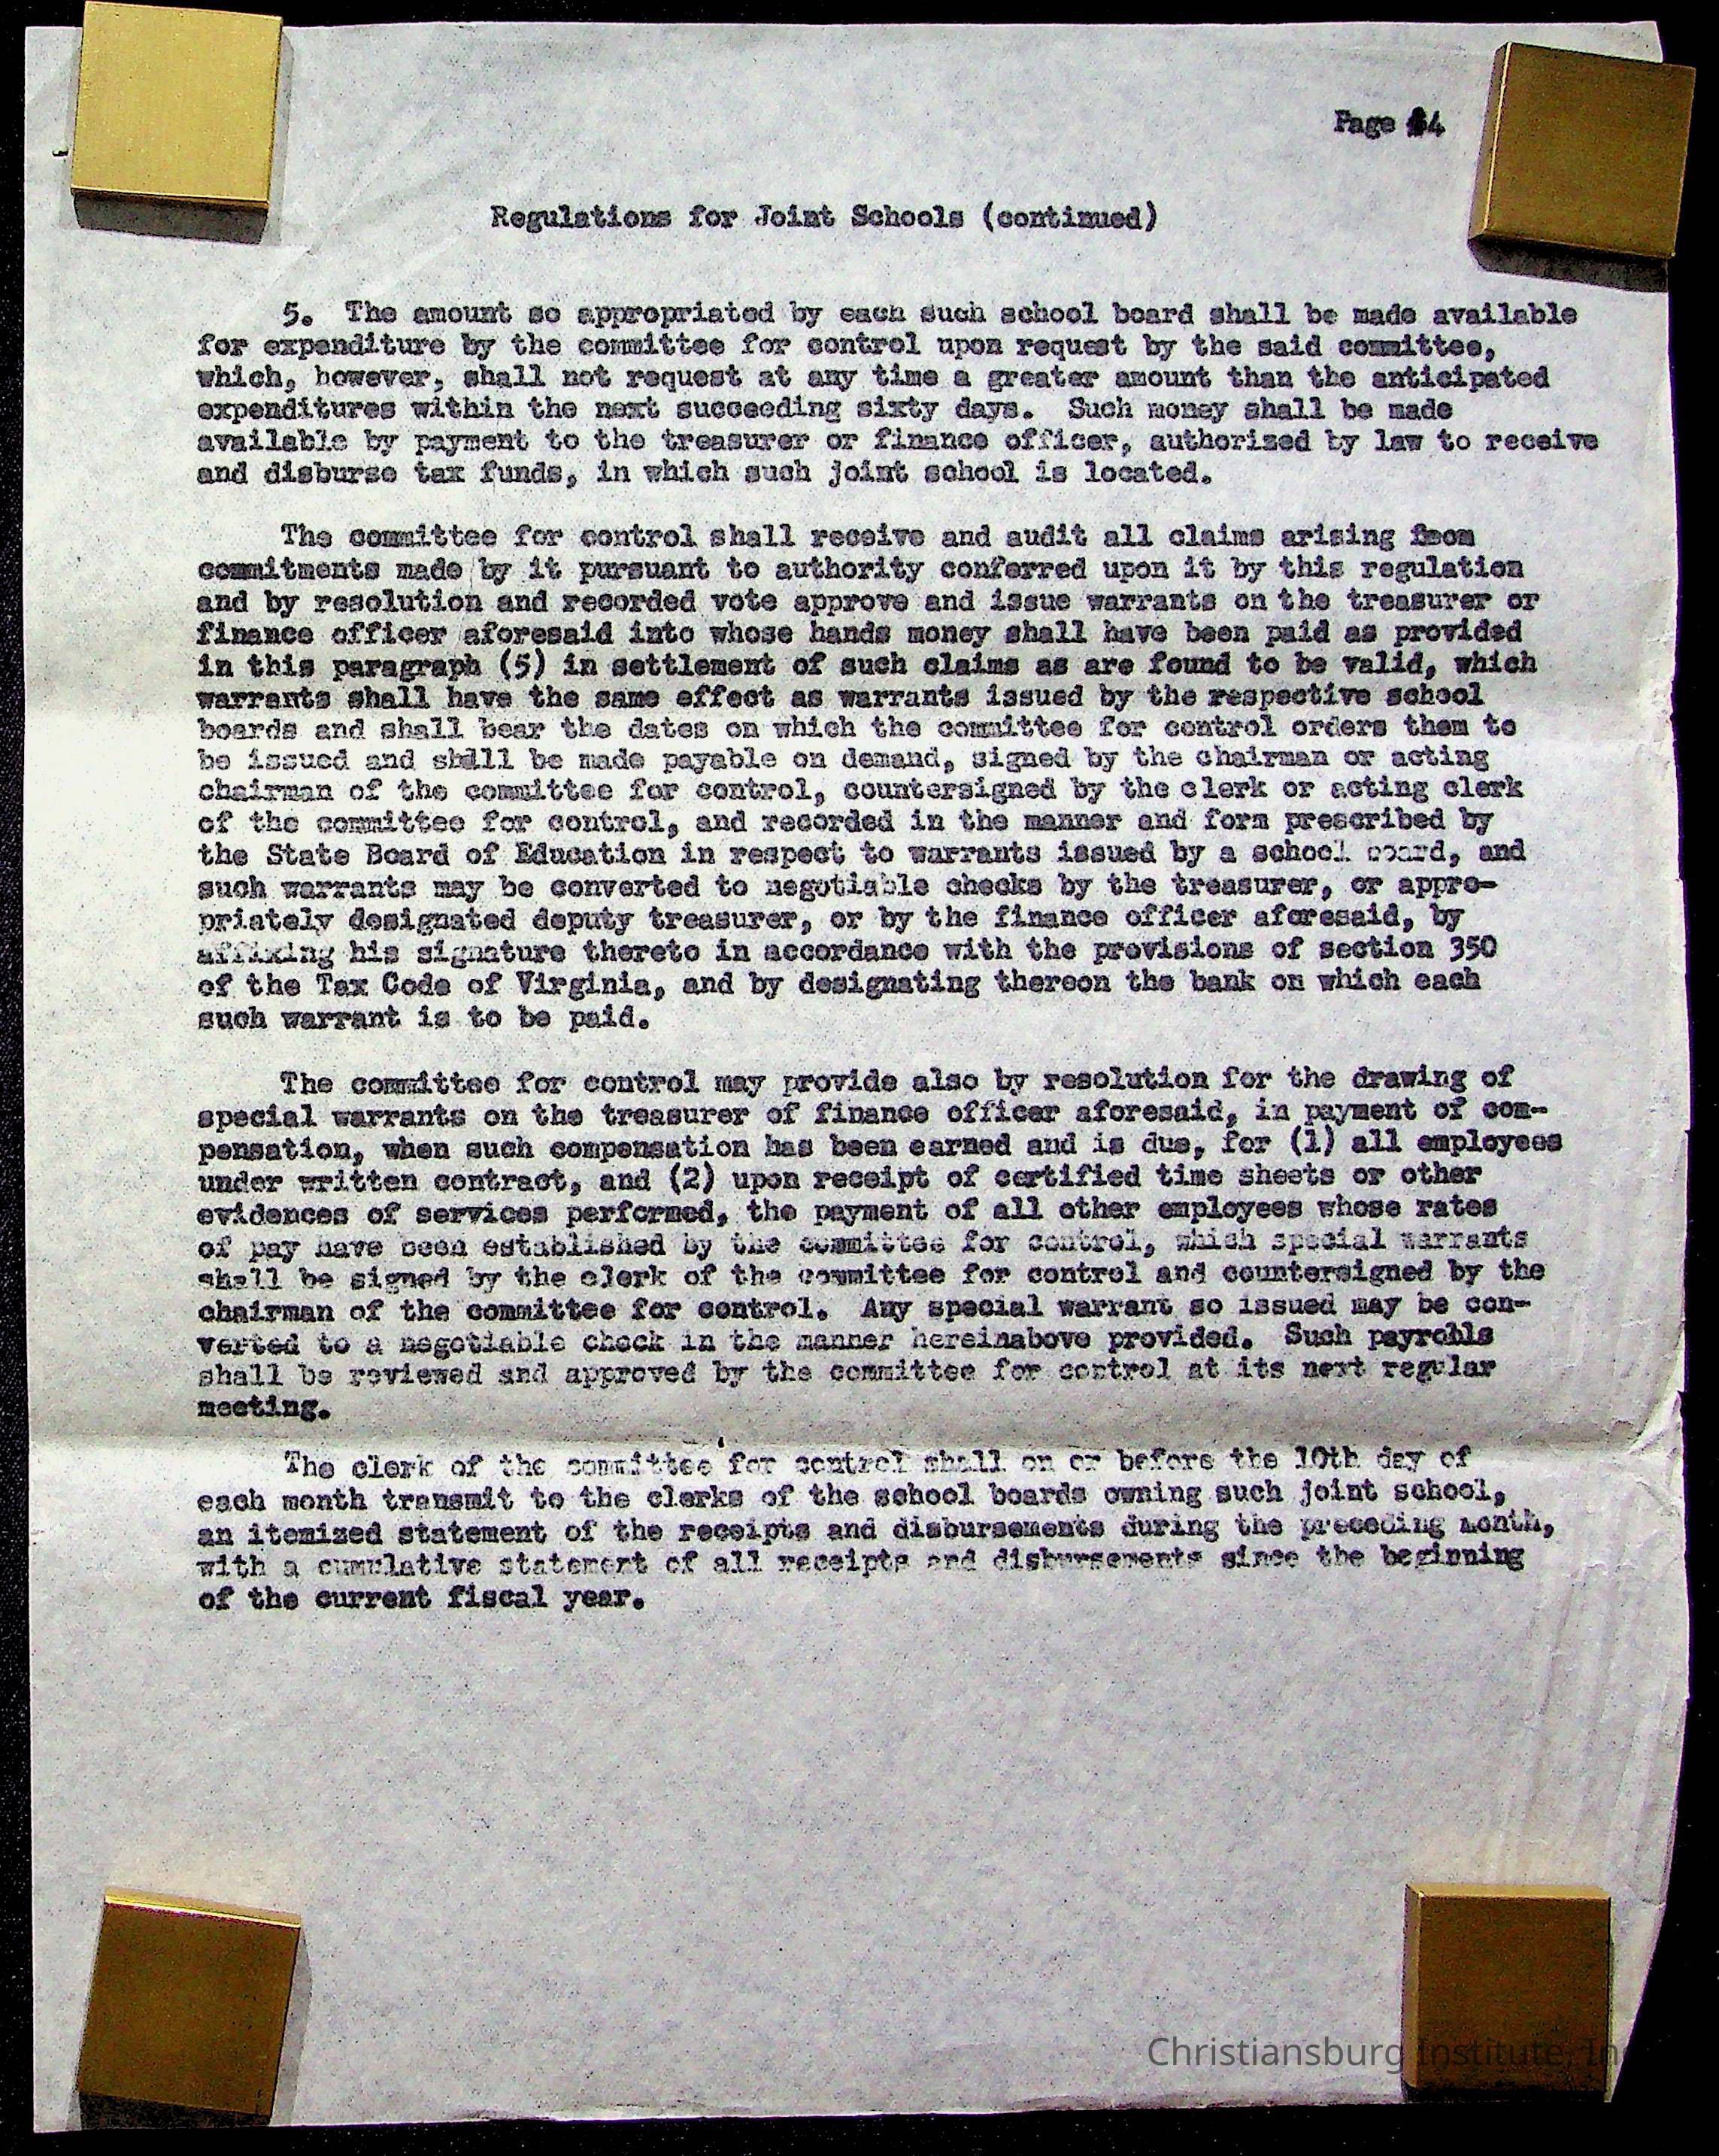 Page 4
Regulations for Joint Schools (continued)
5. The amount so appropriated by each such school board shall be made available
for expenditure by the committee for control upon request by the said committee,
which, however, shall not request at any time a greater amount than the anticipated
expenditures within the next succeeding sixty days. Such money shall be made
available by payment to the treasurer or finance officer, authorized by law to receive
and disburse tax funds, in which such joint school is located.
The committee for control shall receive and audit all claims arising from
commitments made by it pursuant to authority conferred upon it by this regulation
and by resolution and recorded vote approve and issue warrants on the treasurer or
finance officer aforesaid into whose hands money shall have been paid as provided
in this paragraph (5) in settlement of such claims as are found to be valid, which
warrants shall have the same effect as warrants issued by the respective school
boards and shall bear the dates on which the committee for control orders them to
be issued and shall be made payable on demand, signed by the chairman or acting
chairman of the committee for control, countersigned by the clerk or acting clerk
of the committee for control, and recorded in the manner and form prescribed by
the State Board of Education in respect to warrants issued by a school board, and
such warrants may be converted to negotiable checks by the treasurer, or appro-
priately designated deputy treasurer, or by the finance officer aforesaid, by
affixing his signature thereto in accordance with the provisions of section 350
of the Tax Code of Virginia, and by designating thereon the bank on which each
such warrant is to be paid.
The committee for control may provide also by resolution for the drawing of
special warrants on the treasurer of finance officer aforesaid, in payment of com-
pensation, when such compensation has been earned and is due, for (1) all employees
under written contract, and (2) upon receipt of certified time sheets or other
evidences of services performed, the payment of all other employees whose rates
of pay have been established by the committee for control, which special warrants
shall be signed by the clerk of the committee for control and countersigned by the
chairman of the committee for control. Any special warrant so issued may be con-
verted to a negotiable check in the manner hereinabove provided. Such payrolls
shall be reviewed and approved by the committee for control at its next regular
meeting.
The clerk of the committee for control shall on or before the 10th day of
each month transmit to the clerks of the school boards owning such joint school,
an itemized statement of the receipts and disbursements during the preceding month,
with a cumulative statement of all receipts and disbursements since the beginning
of the current fiscal year.
Christiansburg Institute, In